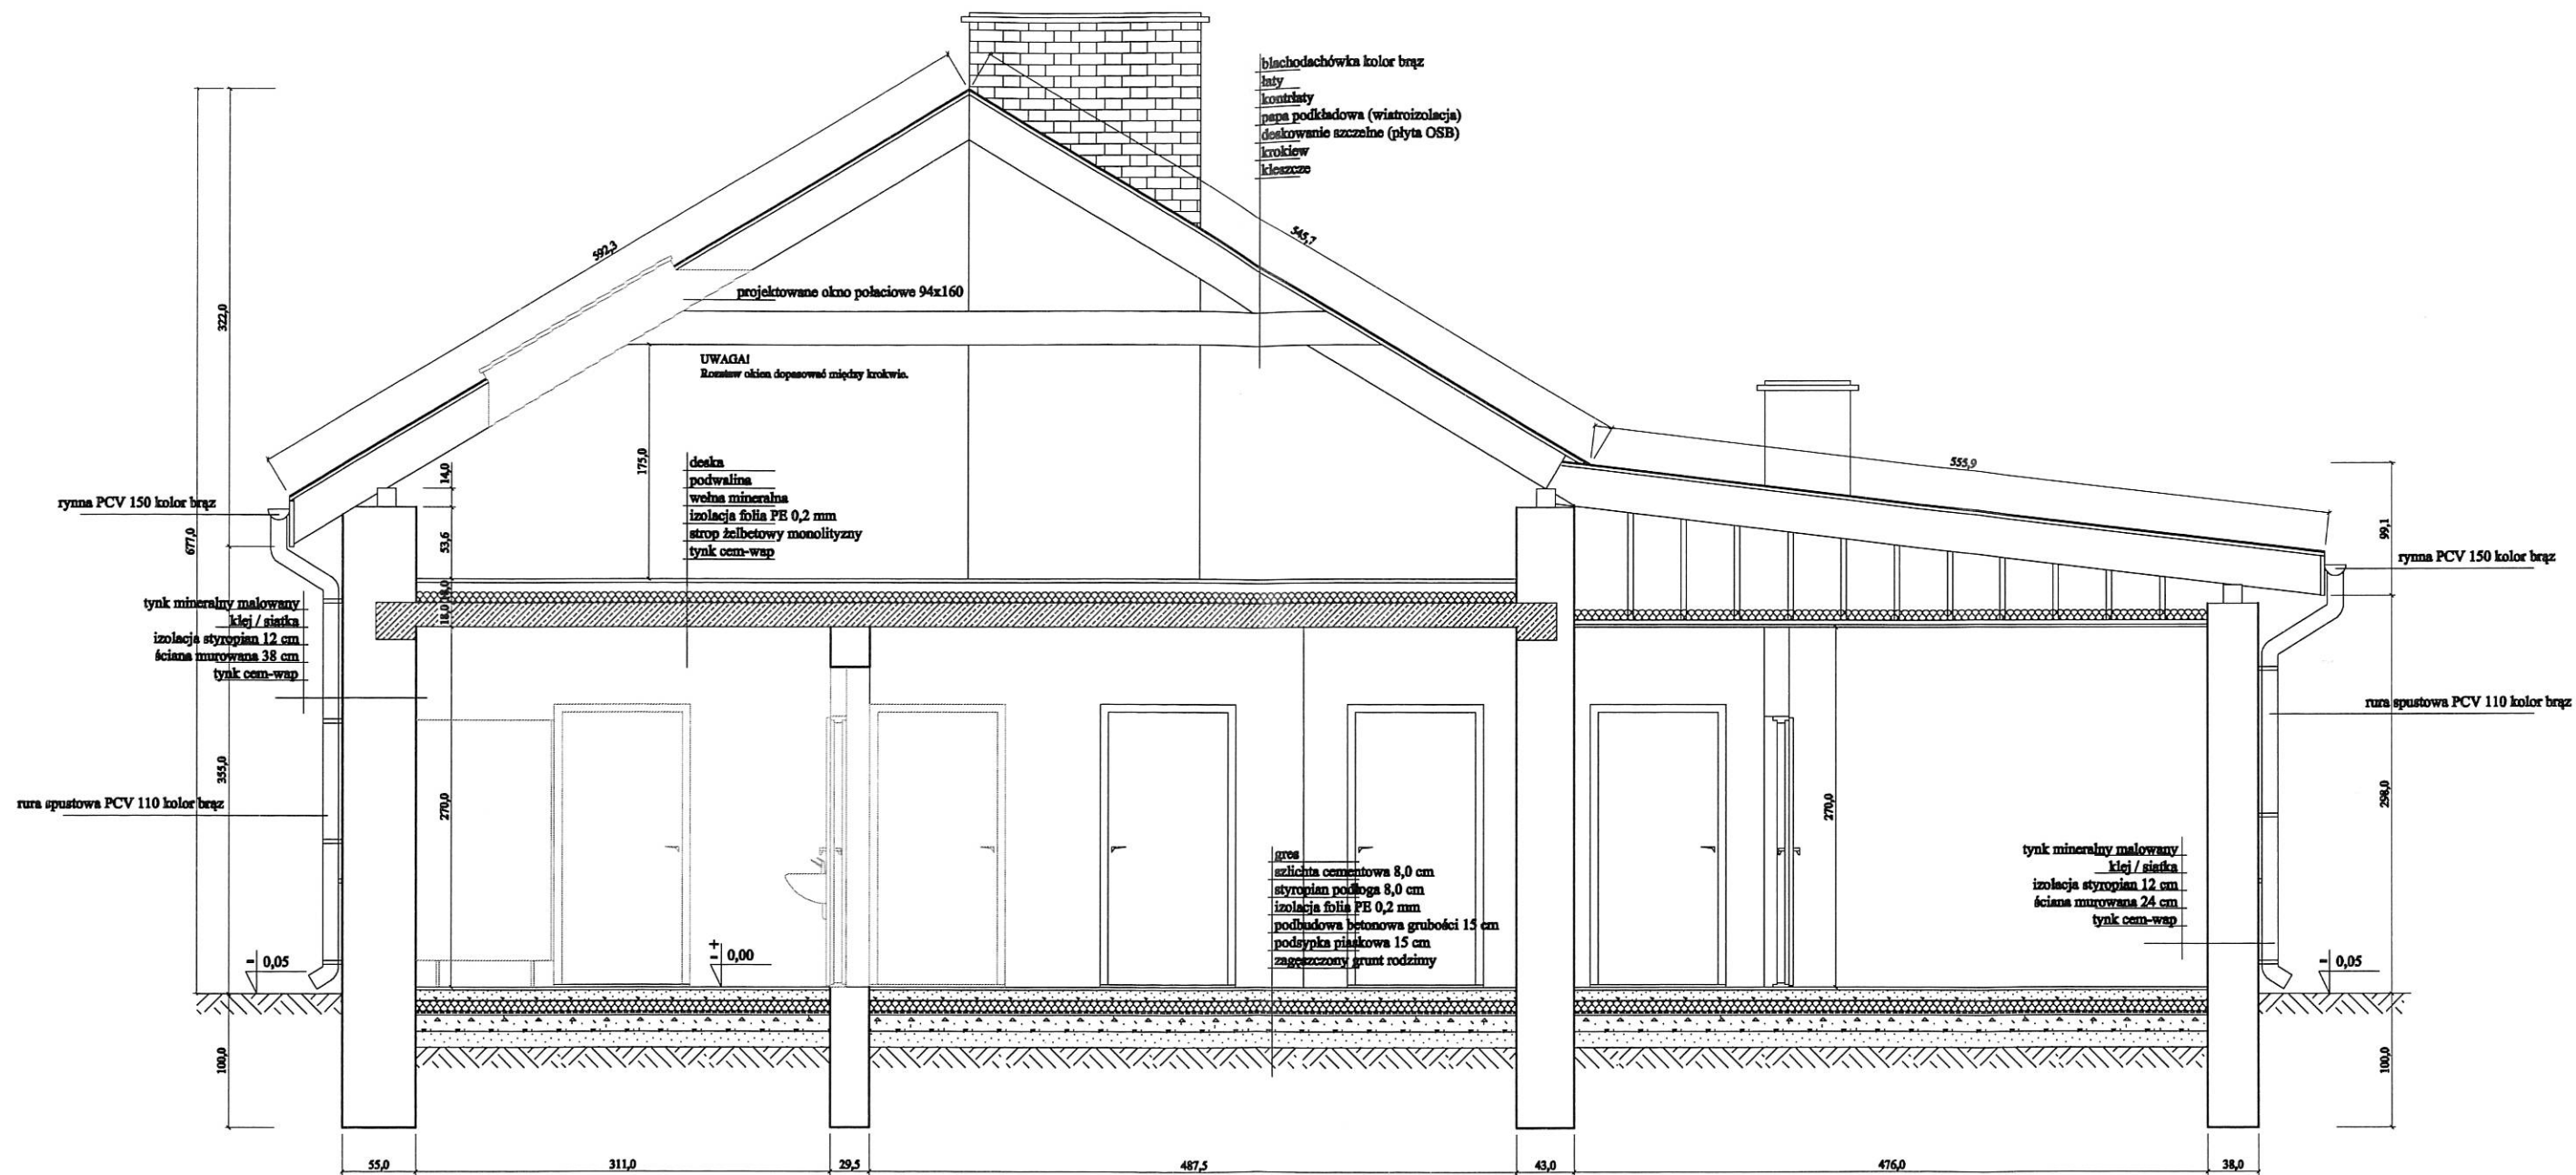 blachodachówka kolor brąz
łaty
kontrłaty
papa podkładowa (wiatroizolacja)
deskowanie szczelne (płyta OSB)
krokiew
kleszcze
592,3
545,7
322,0
projektowane okno połaciowe 94x160
UWAGA!
Rozstaw okien dopasować między krokwie.
175,0
14,0
deska
podwalina
wełna mineralna
izolacja folia PE 0,2 mm
strop żelbetowy monolityzny
tynk cem-wap
555,9
rynna PCV 150 kolor brąz
677,0
53,6
99,1
rynna PCV 150 kolor brąz
18,0
tynk mineralny malowany
klej / siatka
izolacja styropian 12 cm
ściana murowana 38 cm
tynk cem-wap
rura spustowa PCV 110 kolor brąz
355,0
270,0
270,0
298,0
rura spustowa PCV 110 kolor brąz
gres
szlichta cementowa 8,0 cm
styropian podłoga 8,0 cm
izolacja folia PE 0,2 mm
podbudowa betonowa grubości 15 cm
podsypka piaskowa 15 cm
zagęszczony grunt rodzimy
tynk mineralny malowany
klej / siatka
izolacja styropian 12 cm
ściana murowana 24 cm
tynk cem-wap
- 0,05
+
- 0,00
- 0,05
100,0
100,0
55,0
311,0
29,5
487,5
43,0
476,0
38,0